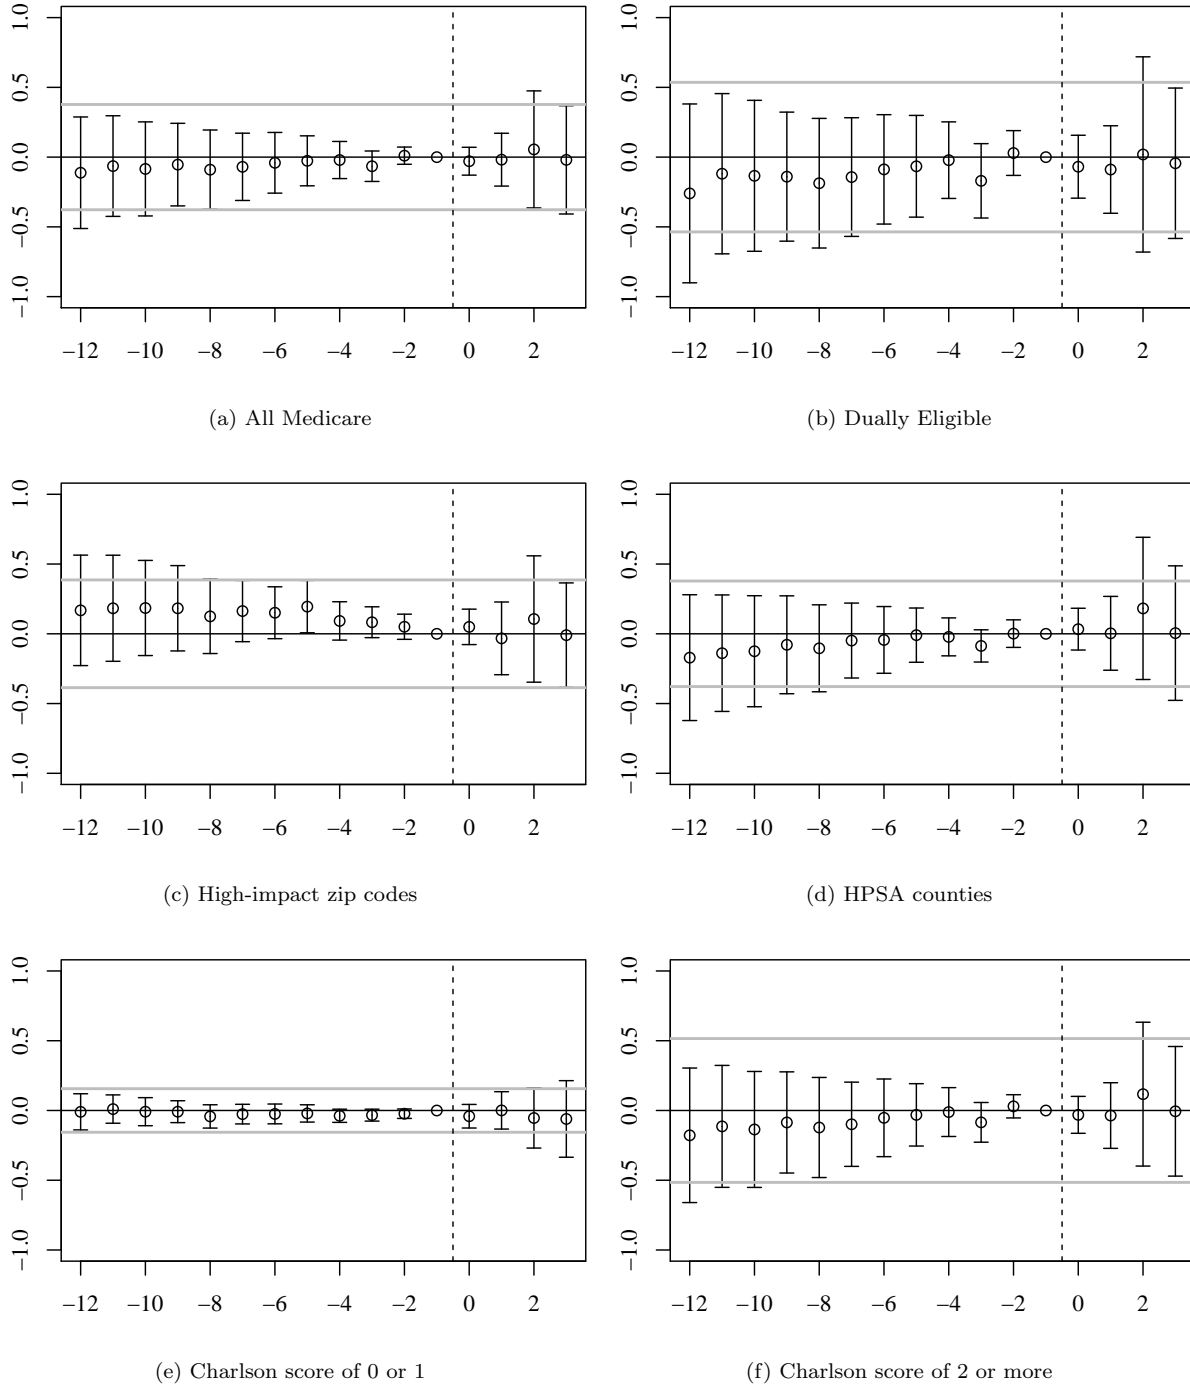 1.0
0.5
0.0
−0.5
−1.0
−12 −10 −8 −6 −4 −2 0 2
(a) All Medicare
1.0
0.5
0.0
−0.5
−1.0
−12 −10 −8 −6 −4 −2 0 2
(b) Dually Eligible
1.0
0.5
0.0
−0.5
−1.0
−12 −10 −8 −6 −4 −2 0 2
(c) High-impact zip codes
1.0
0.5
0.0
−0.5
−1.0
−12 −10 −8 −6 −4 −2 0 2
(d) HPSA counties
1.0
0.5
0.0
−0.5
−1.0
−12 −10 −8 −6 −4 −2 0 2
(e) Charlson score of 0 or 1
1.0
0.5
0.0
−0.5
−1.0
−12 −10 −8 −6 −4 −2 0 2
(f) Charlson score of 2 or more